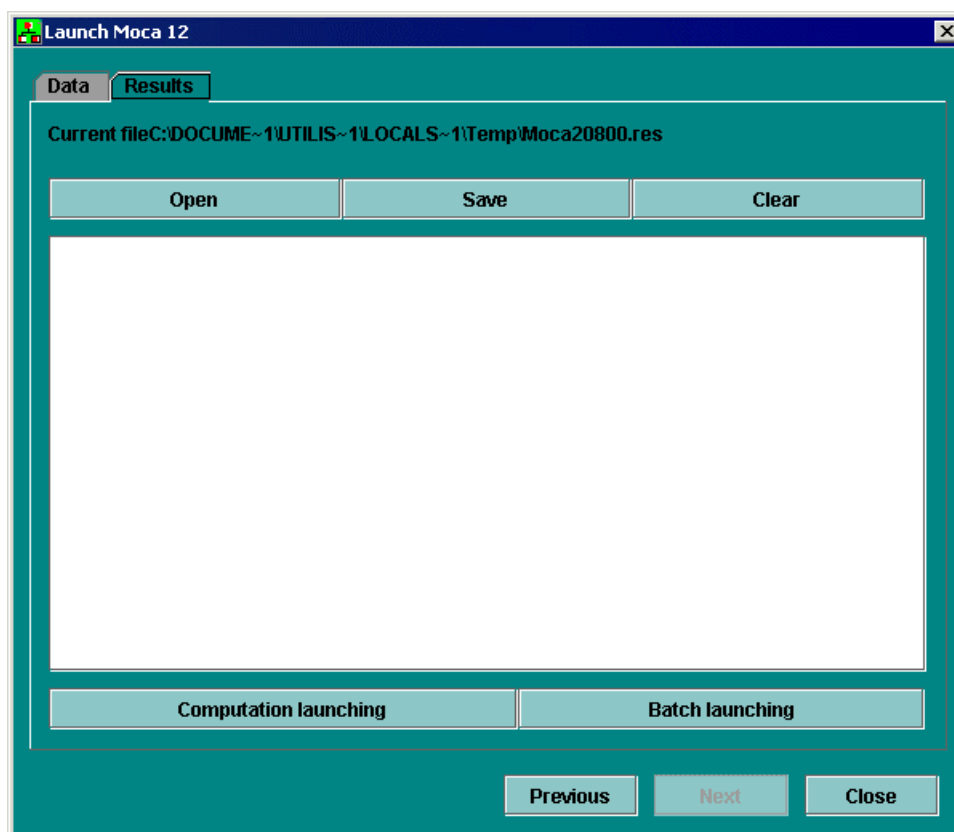 Launch Moca 12
Data Results
Current fileC:\DOCUME~1\UTILIS~1\LOCALS~1\Temp\Moca20800.res
Open Save Clear
Computation launching Batch launching
Previous Next Close